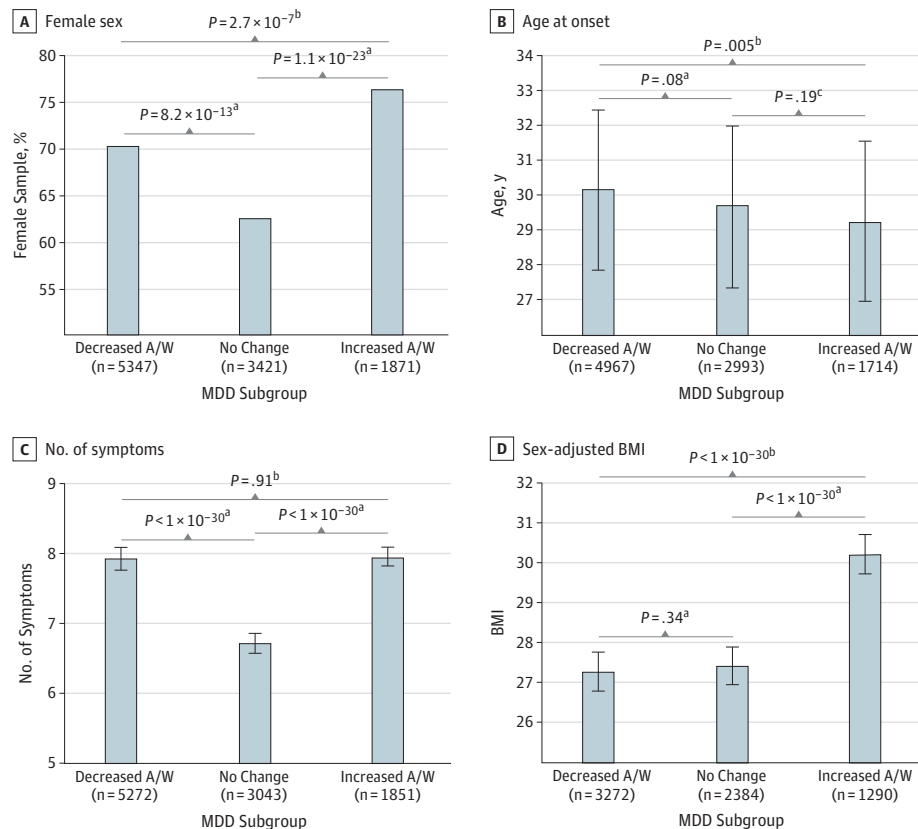 A Female sex
P = 2.7 × 10⁻⁷ᵇ
P = 1.1 × 10⁻²³ᵃ
P = 8.2 × 10⁻¹³ᵃ
80
75
70
65
60
55
Female Sample, %
Decreased A/W
(n = 5347)
No Change
(n = 3421)
Increased A/W
(n = 1871)
MDD Subgroup
B Age at onset
P = .005ᵇ
P = .08ᵃ
P = .19ᶜ
34
33
32
31
30
29
28
27
Age, y
Decreased A/W
(n = 4967)
No Change
(n = 2993)
Increased A/W
(n = 1714)
MDD Subgroup
C No. of symptoms
P = .91ᵇ
P < 1 × 10⁻³⁰ᵃ
P < 1 × 10⁻³⁰ᵃ
9
8
7
6
5
No. of Symptoms
Decreased A/W
(n = 5272)
No Change
(n = 3043)
Increased A/W
(n = 1851)
MDD Subgroup
D Sex-adjusted BMI
P < 1 × 10⁻³⁰ᵇ
P < 1 × 10⁻³⁰ᵃ
P = .34ᵃ
32
31
30
29
28
27
26
BMI
Decreased A/W
(n = 3272)
No Change
(n = 2384)
Increased A/W
(n = 1290)
MDD Subgroup